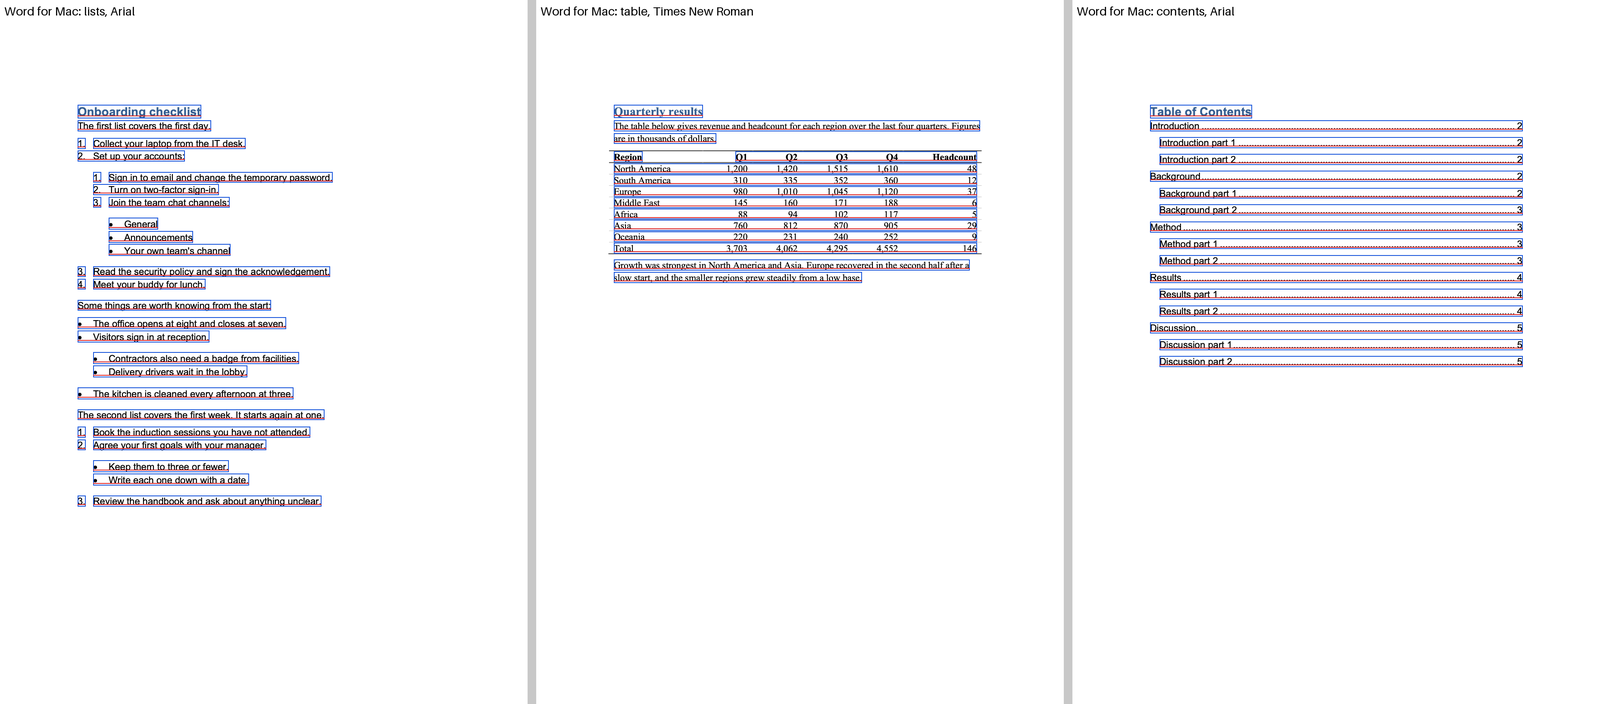 Word for Mac: lists, Arial
Onboarding checklist
The first list covers the first day.
1. Collect your laptop from the IT desk.
2. Set up your accounts:
1. Sign in to email and change the temporary password.
2. Turn on two-factor sign-in.
3. Join the team chat channels:
• General
• Announcements
• Your own team's channel
3. Read the security policy and sign the acknowledgement.
4. Meet your buddy for lunch.
Some things are worth knowing from the start:
• The office opens at eight and closes at seven.
• Visitors sign in at reception.
• Contractors also need a badge from facilities.
• Delivery drivers wait in the lobby.
• The kitchen is cleaned every afternoon at three.
The second list covers the first week. It starts again at one.
1. Book the induction sessions you have not attended.
2. Agree your first goals with your manager.
• Keep them to three or fewer.
• Write each one down with a date.
3. Review the handbook and ask about anything unclear.
Word for Mac: table, Times New Roman
Quarterly results
The table below gives revenue and headcount for each region over the last four quarters. Figures
are in thousands of dollars.
Region Q1 Q2 Q3 Q4 Headcount
North America 1,200 1,420 1,515 1,610 48
South America 310 335 352 360 12
Europe 980 1,010 1,045 1,120 37
Middle East 145 160 171 188 6
Africa 88 94 102 117 5
Asia 760 812 870 905 29
Oceania 220 231 240 252 9
Total 3,703 4,062 4,295 4,552 146
Growth was strongest in North America and Asia. Europe recovered in the second half after a
slow start, and the smaller regions grew steadily from a low base.
Word for Mac: contents, Arial
Table of Contents
Introduction 2
Introduction part 1 2
Introduction part 2 2
Background 2
Background part 1 2
Background part 2 3
Method 3
Method part 1 3
Method part 2 3
Results 4
Results part 1 4
Results part 2 4
Discussion 5
Discussion part 1 5
Discussion part 2 5